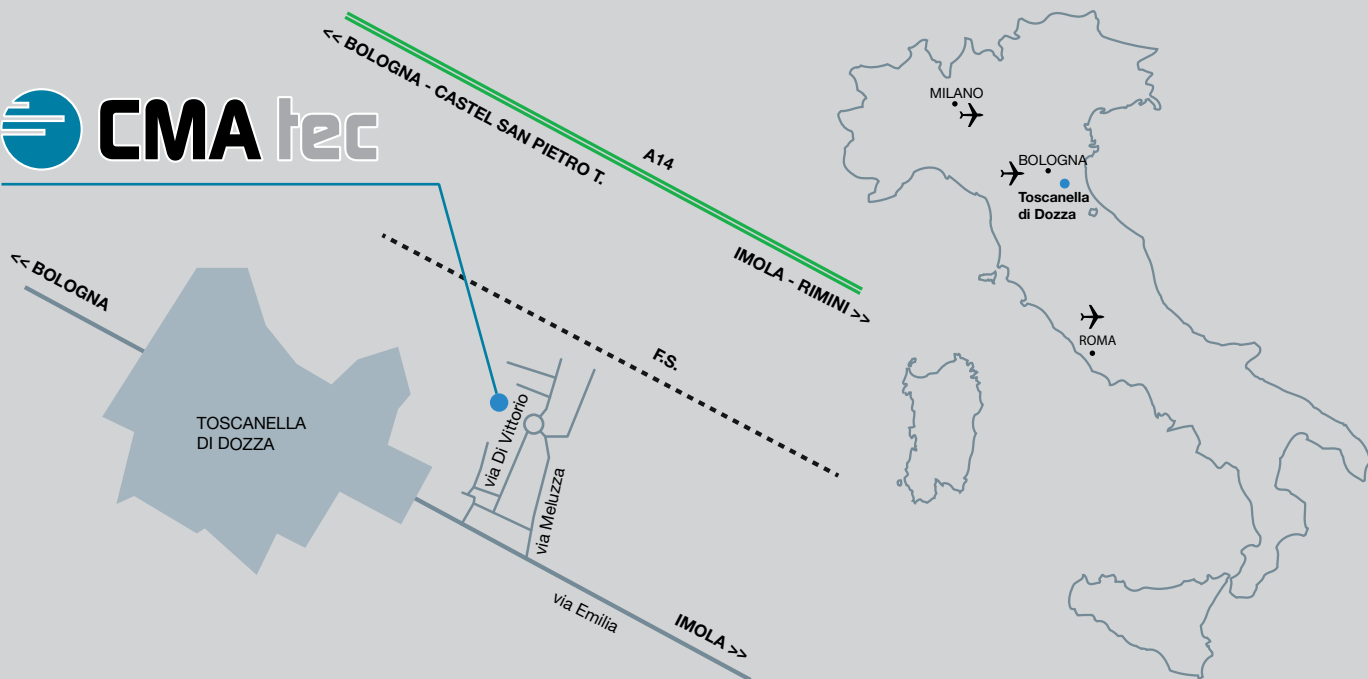 << BOLOGNA - CASTEL SAN PIETRO T.
A14
IMOLA - RIMINI >>
CMA tec
<< BOLOGNA
F.S.
TOSCANELLA
DI DOZZA
via Di Vittorio
via Meluzza
via Emilia
IMOLA >>
MILANO
BOLOGNA
Toscanella
di Dozza
ROMA